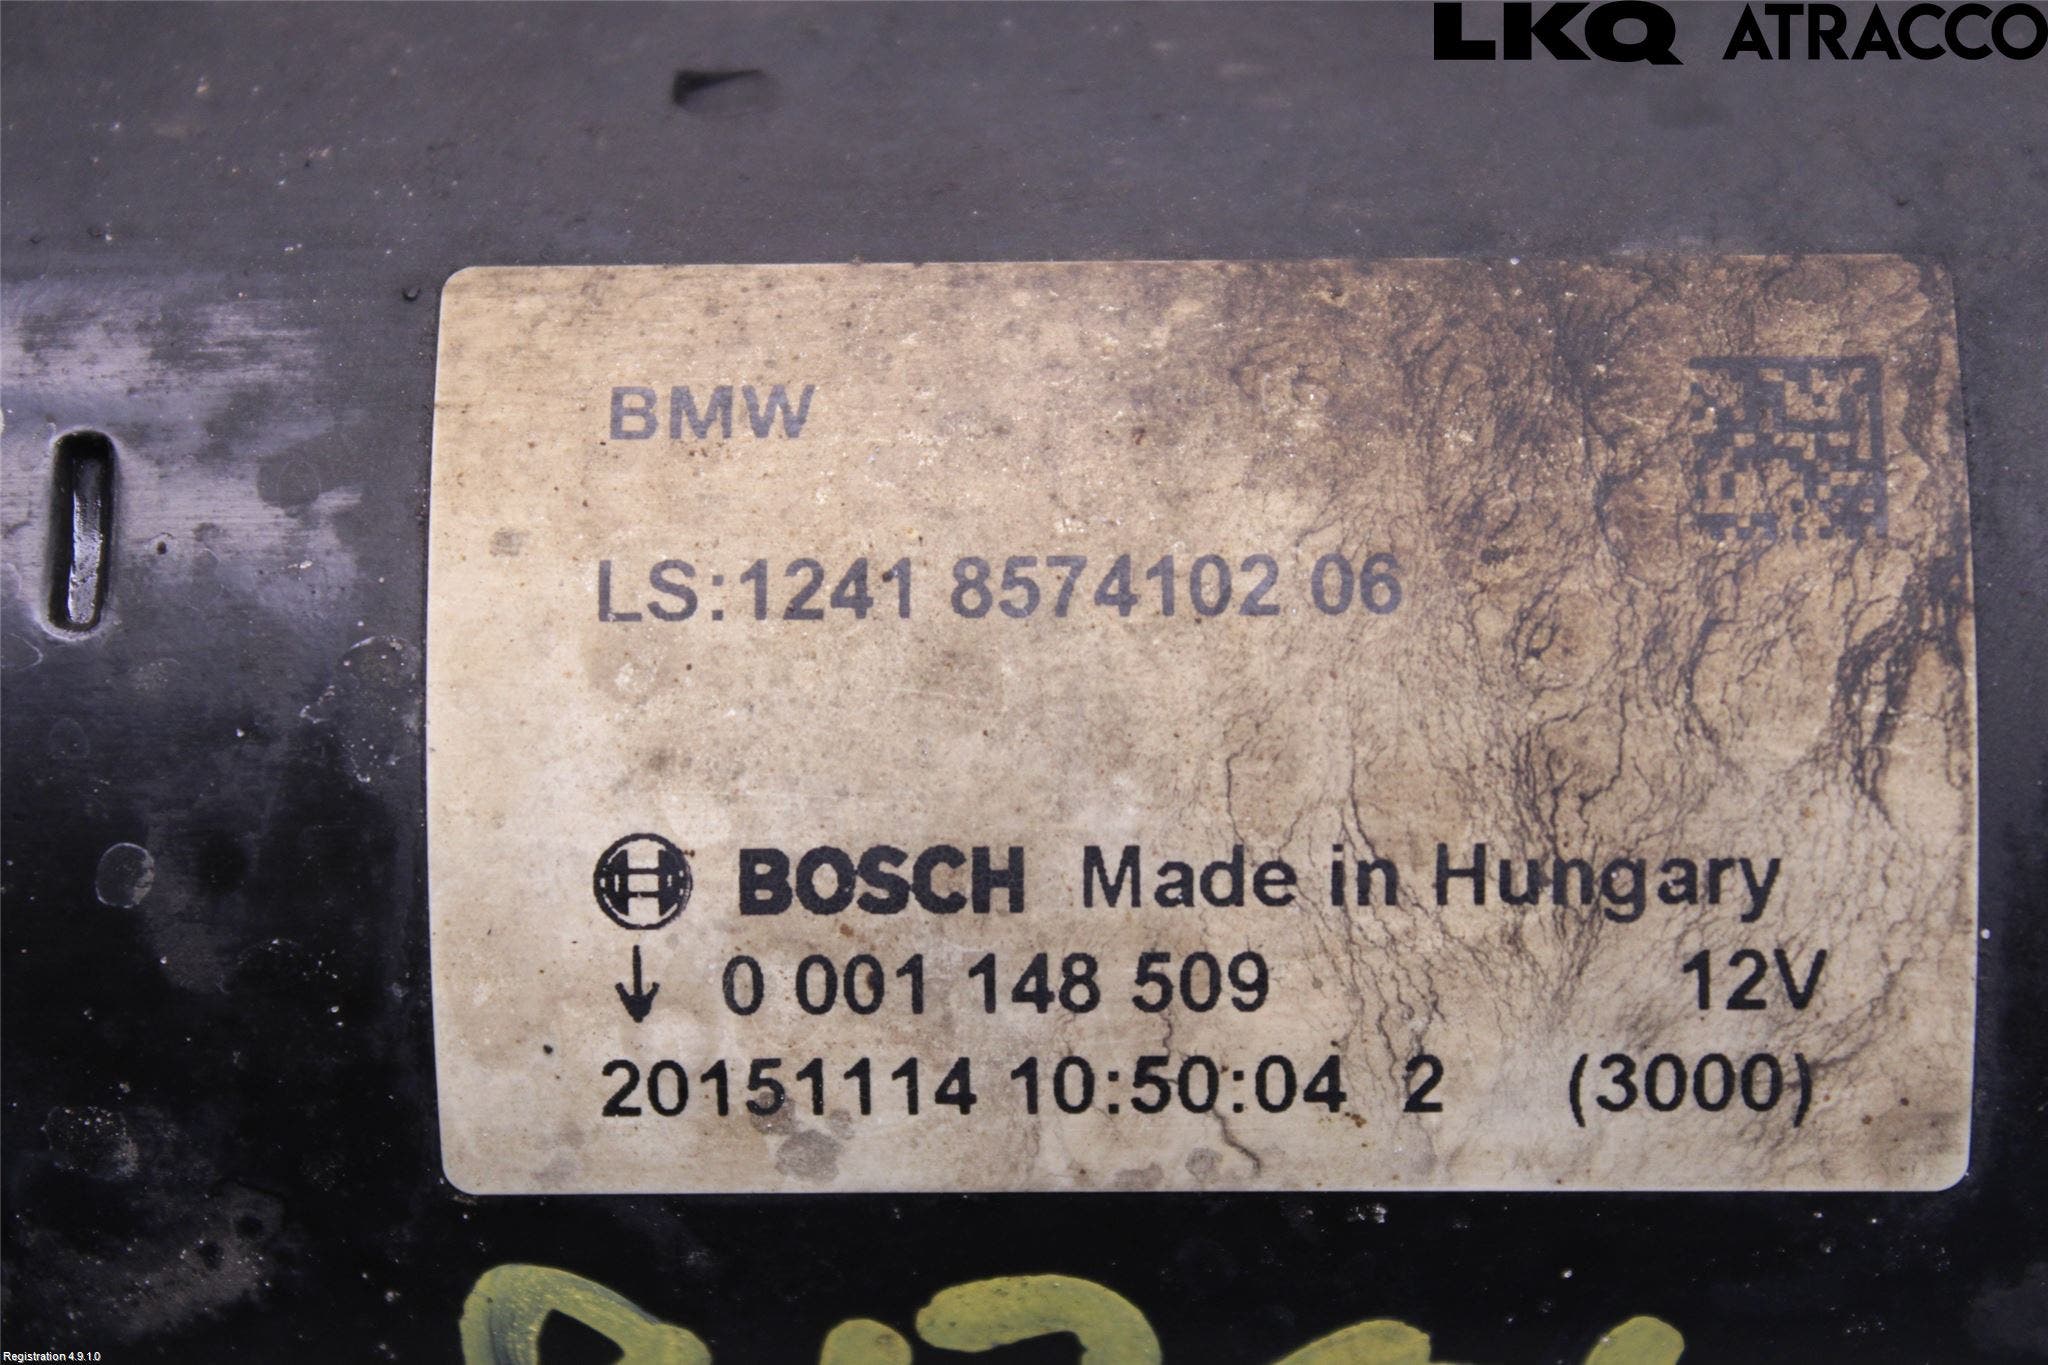 LKQ ATRACCO
BMW
LS:1241 8574102 06
BOSCH Made in Hungary
↓ 0 001 148 509 12V
20151114 10:50:04 2 (3000)
Registration 4.9.1.0